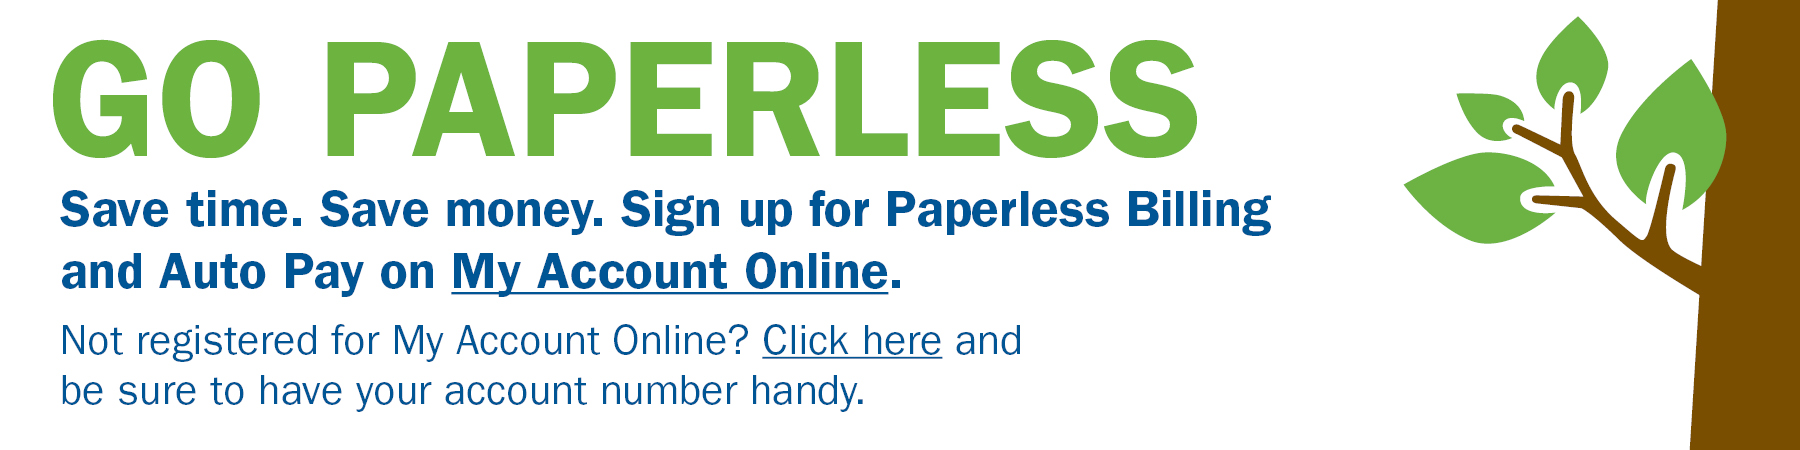 GO PAPERLESS
Save time. Save money. Sign up for Paperless Billing
and Auto Pay on My Account Online.
Not registered for My Account Online? Click here and
be sure to have your account number handy.